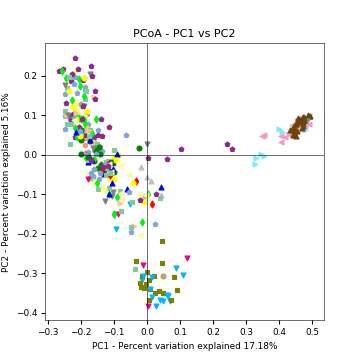 PCoA - PC1 vs PC2
PC2 - Percent variation explained 5.16%
0.2
0.1
0.0
−0.1
−0.2
−0.3
−0.4
−0.3 −0.2 −0.1 0.0 0.1 0.2 0.3 0.4 0.5
PC1 - Percent variation explained 17.18%